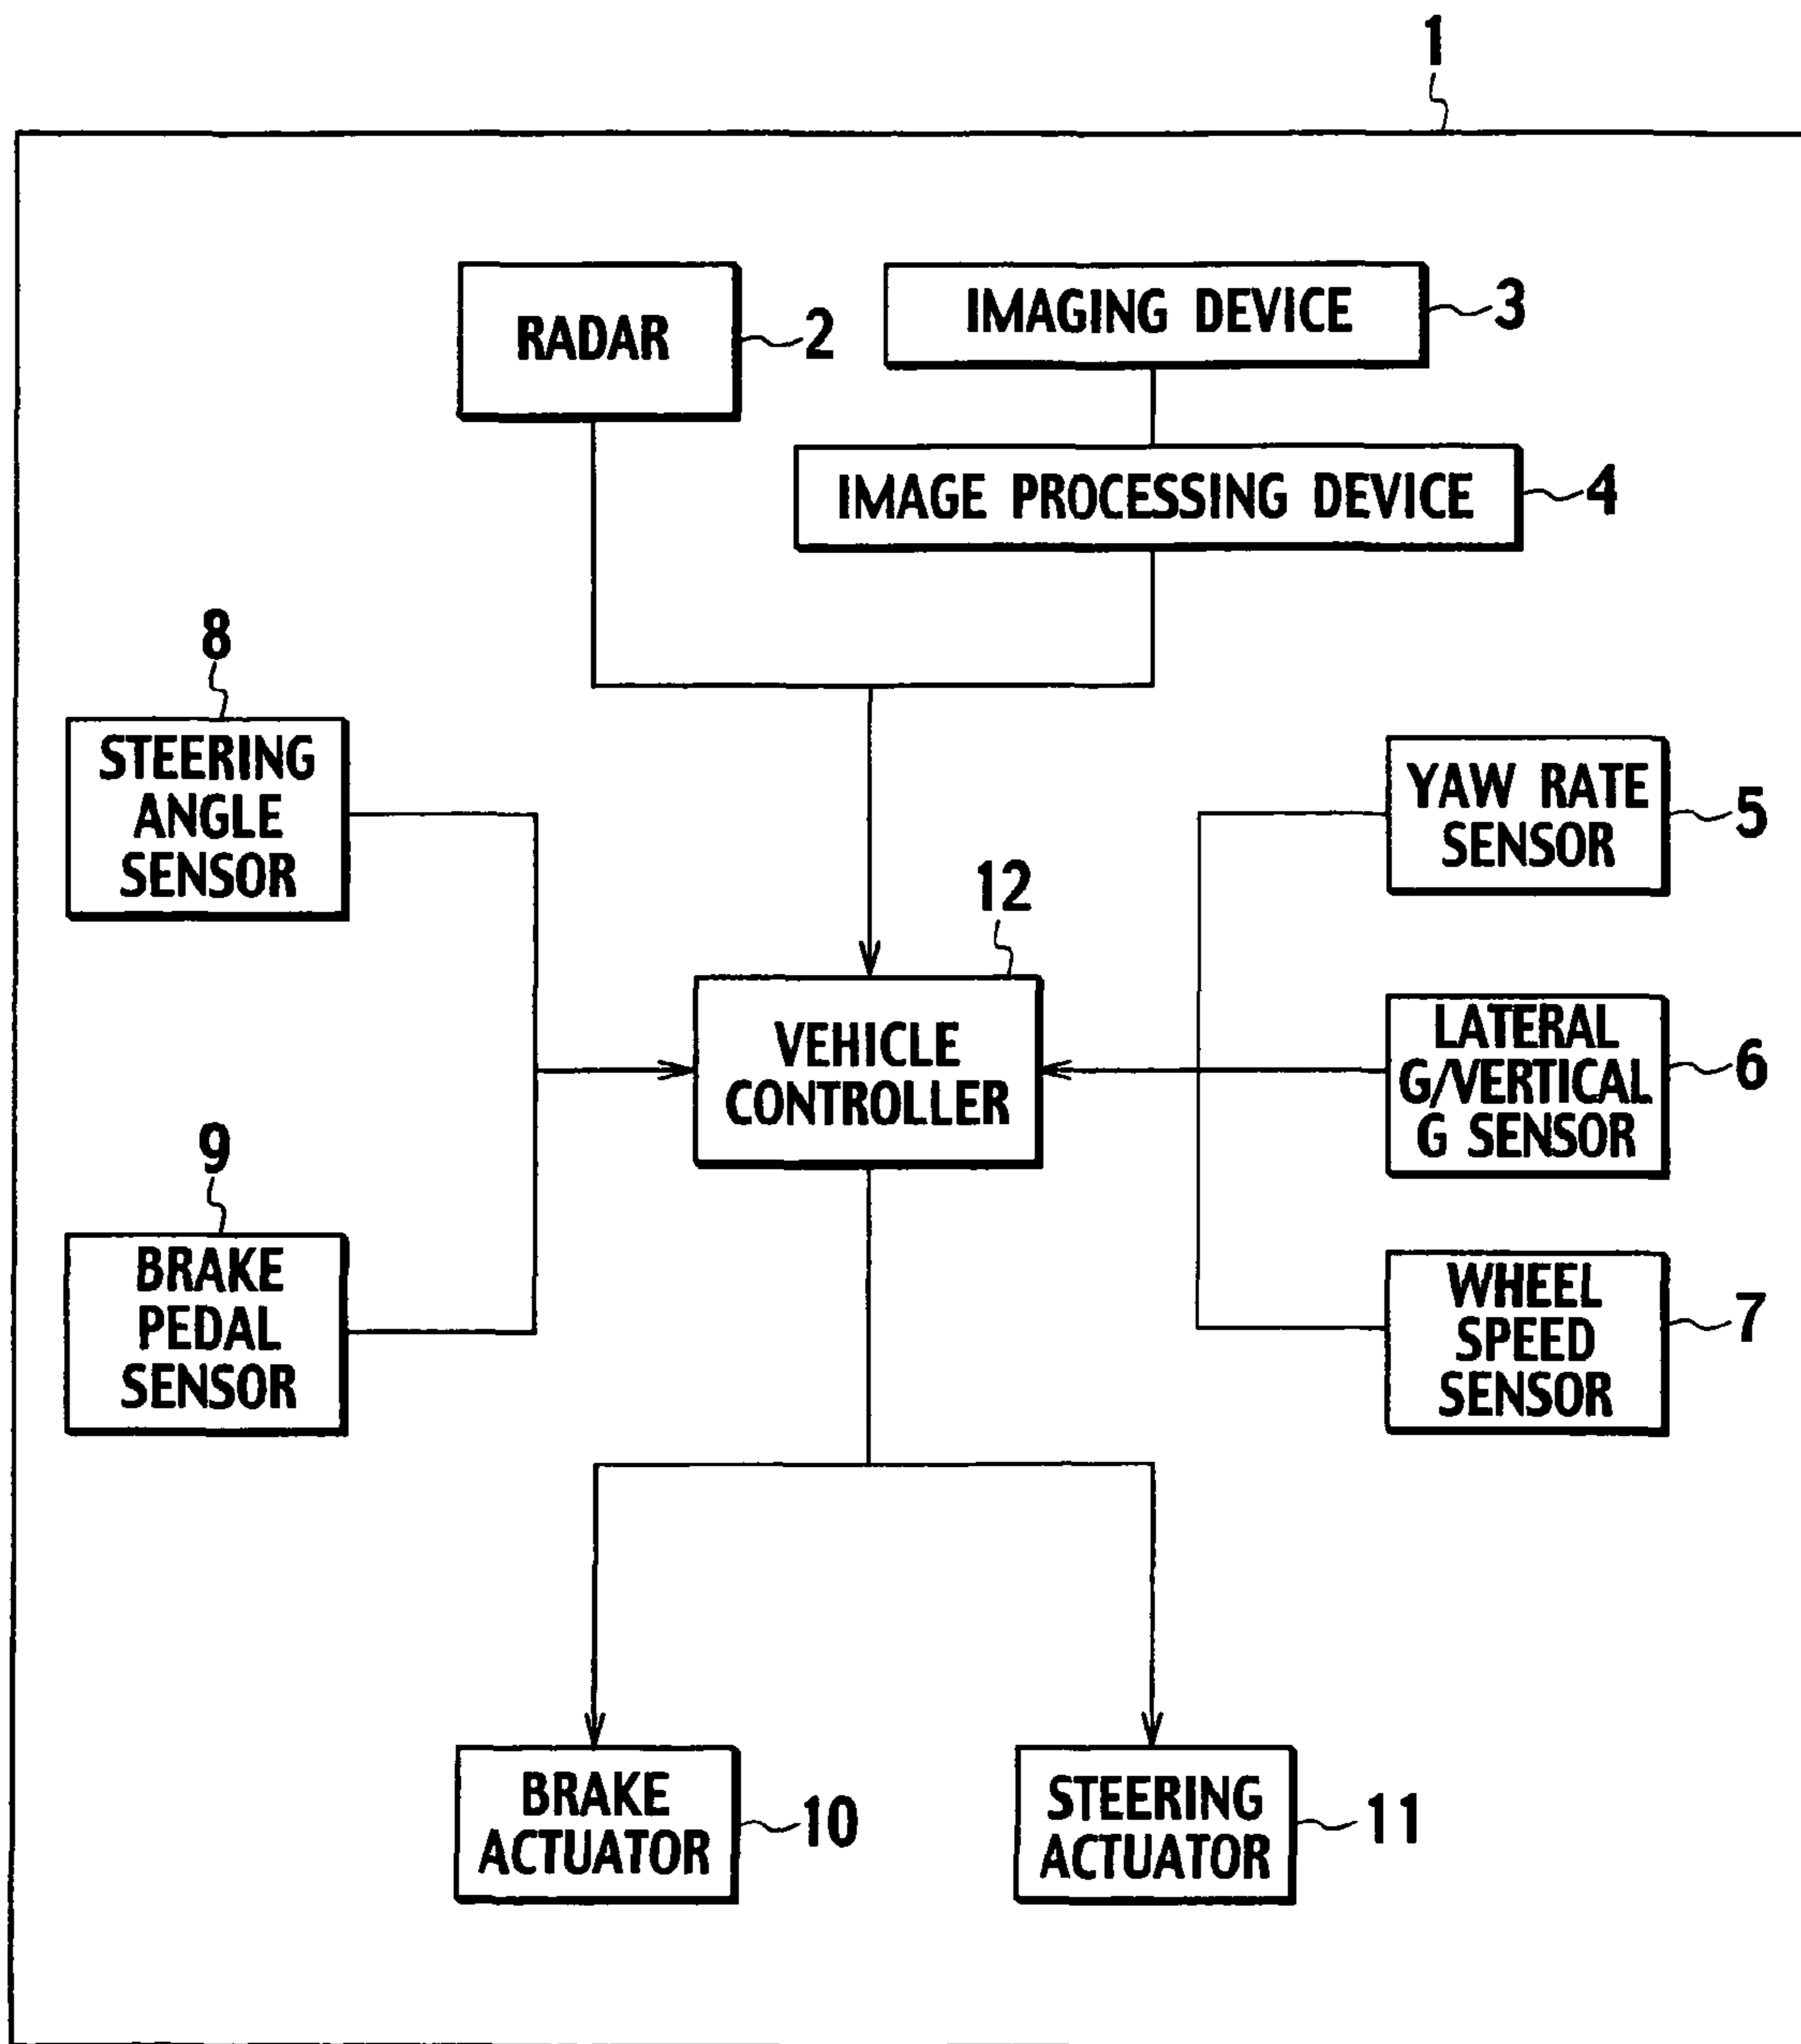 1
RADAR
2
IMAGING DEVICE
3
IMAGE PROCESSING DEVICE
4
8
STEERING
ANGLE
SENSOR
YAW RATE
SENSOR
5
12
VEHICLE
CONTROLLER
LATERAL
G/VERTICAL
G SENSOR
6
9
BRAKE
PEDAL
SENSOR
WHEEL
SPEED
SENSOR
7
BRAKE
ACTUATOR
10
STEERING
ACTUATOR
11